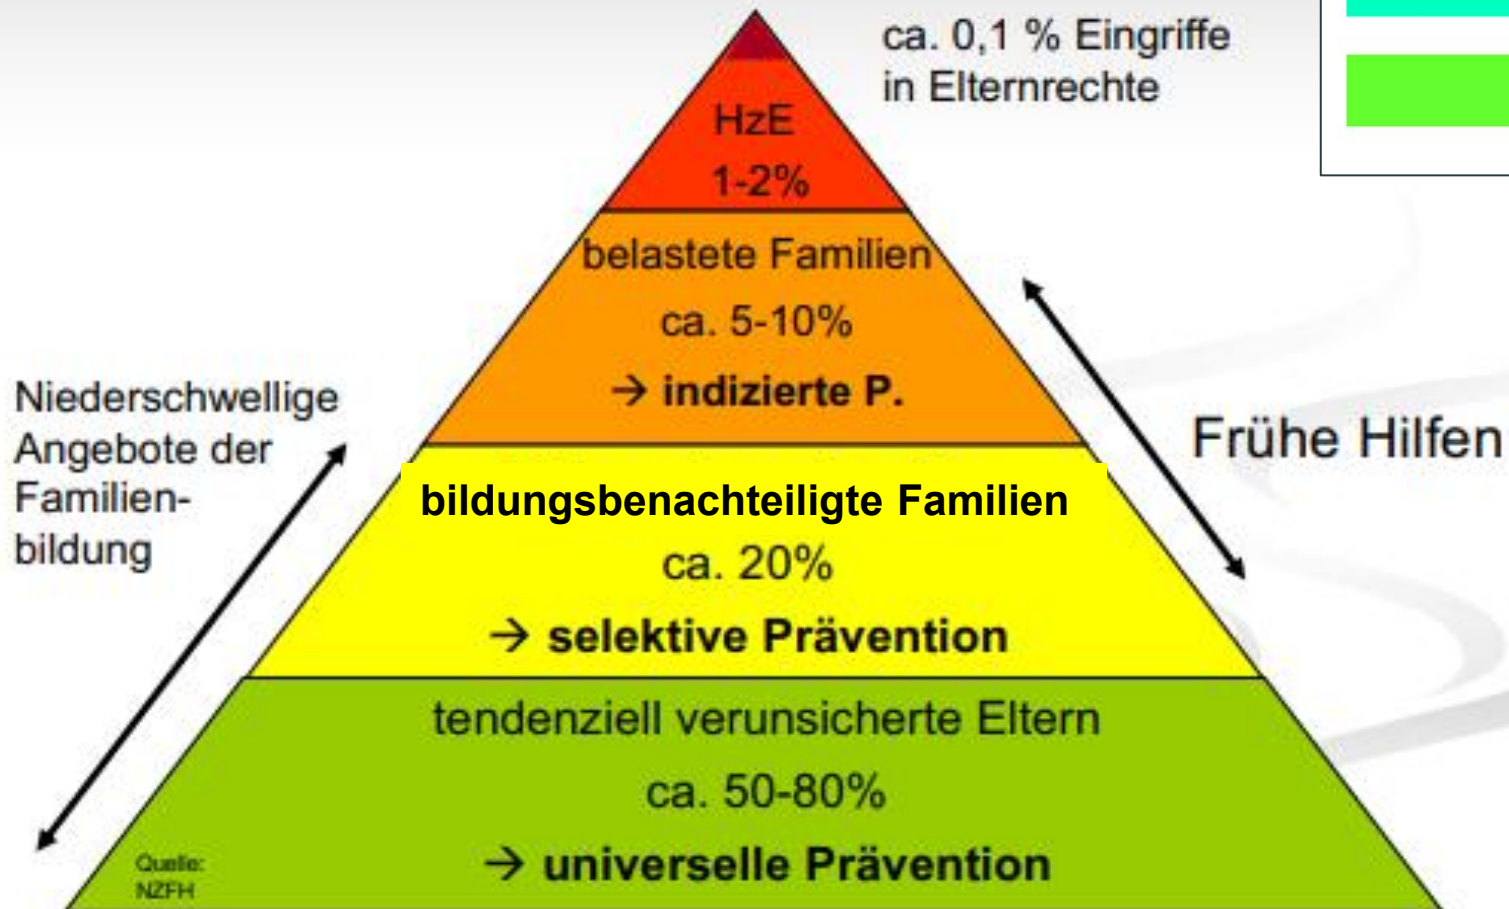 ca. 0,1 % Eingriffe
in Elternrechte
HzE
1-2%
belastete Familien
ca. 5-10%
→ indizierte P.
Niederschwellige
Angebote der
Familien-
bildung
Frühe Hilfen
bildungsbenachteiligte Familien
ca. 20%
→ selektive Prävention
tendenziell verunsicherte Eltern
ca. 50-80%
→ universelle Prävention
Quelle:
NZFH